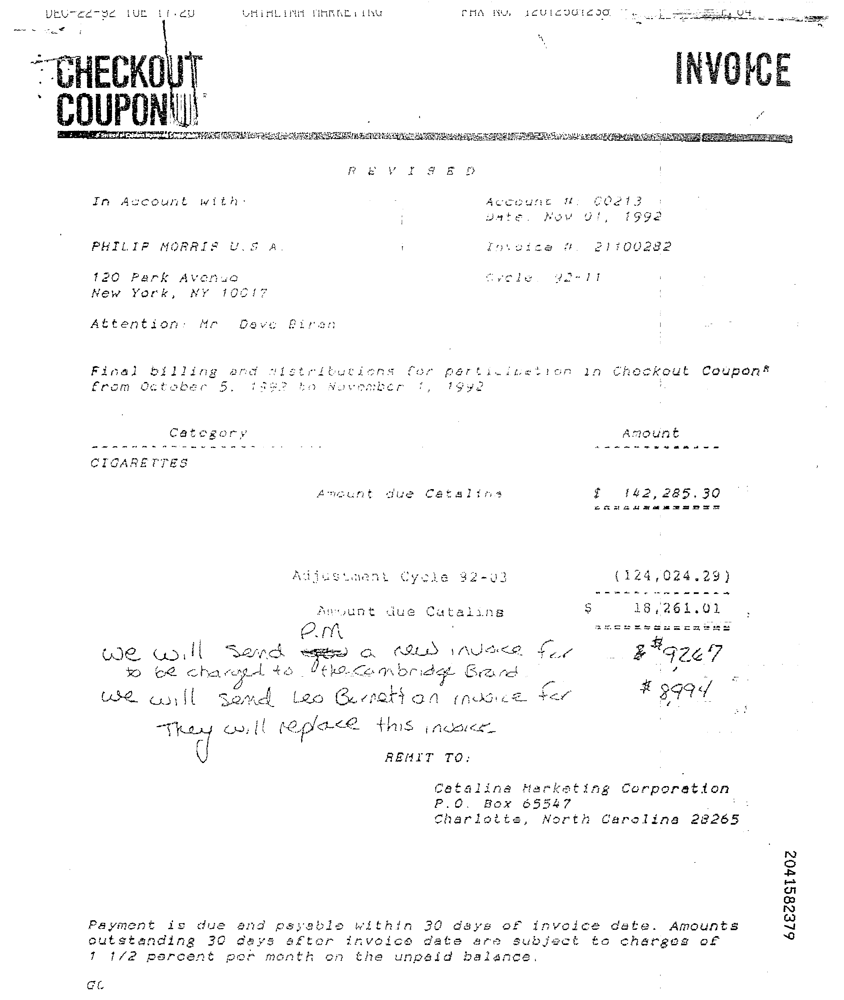 DEC-22-92 TUE 17:20 CATALINA MARKETING FAX NO. 12012561258 P. 04
CHECKOUT
COUPON
INVOICE
REVISED
In Account with: Account #: C0213
Date: Nov 01, 1992
PHILIP MORRIS U.S.A. Invoice #: 21100282
120 Park Avenue Cycle: 92-11
New York, NY 10017
Attention: Mr. Dave Biran
Final billing and distributions for participation in Checkout Coupon®
from October 5, 1992 to November 1, 1992
Category Amount
CIGARETTES
Amount due Catalina $ 142,285.30
Adjustment Cycle 92-03 (124,024.29)
Amount due Catalina $ 18,261.01
P.M
we will send a new invoice for $ 9267
to be charged to the Cambridge Brand.
we will send Leo Burnett an invoice for $ 8,994
They will replace this invoice
REMIT TO:
Catalina Marketing Corporation
P.O. Box 65547
Charlotte, North Carolina 28265
2041582379
Payment is due and payable within 30 days of invoice date. Amounts
outstanding 30 days after invoice date are subject to charges of
1 1/2 percent per month on the unpaid balance.
GC